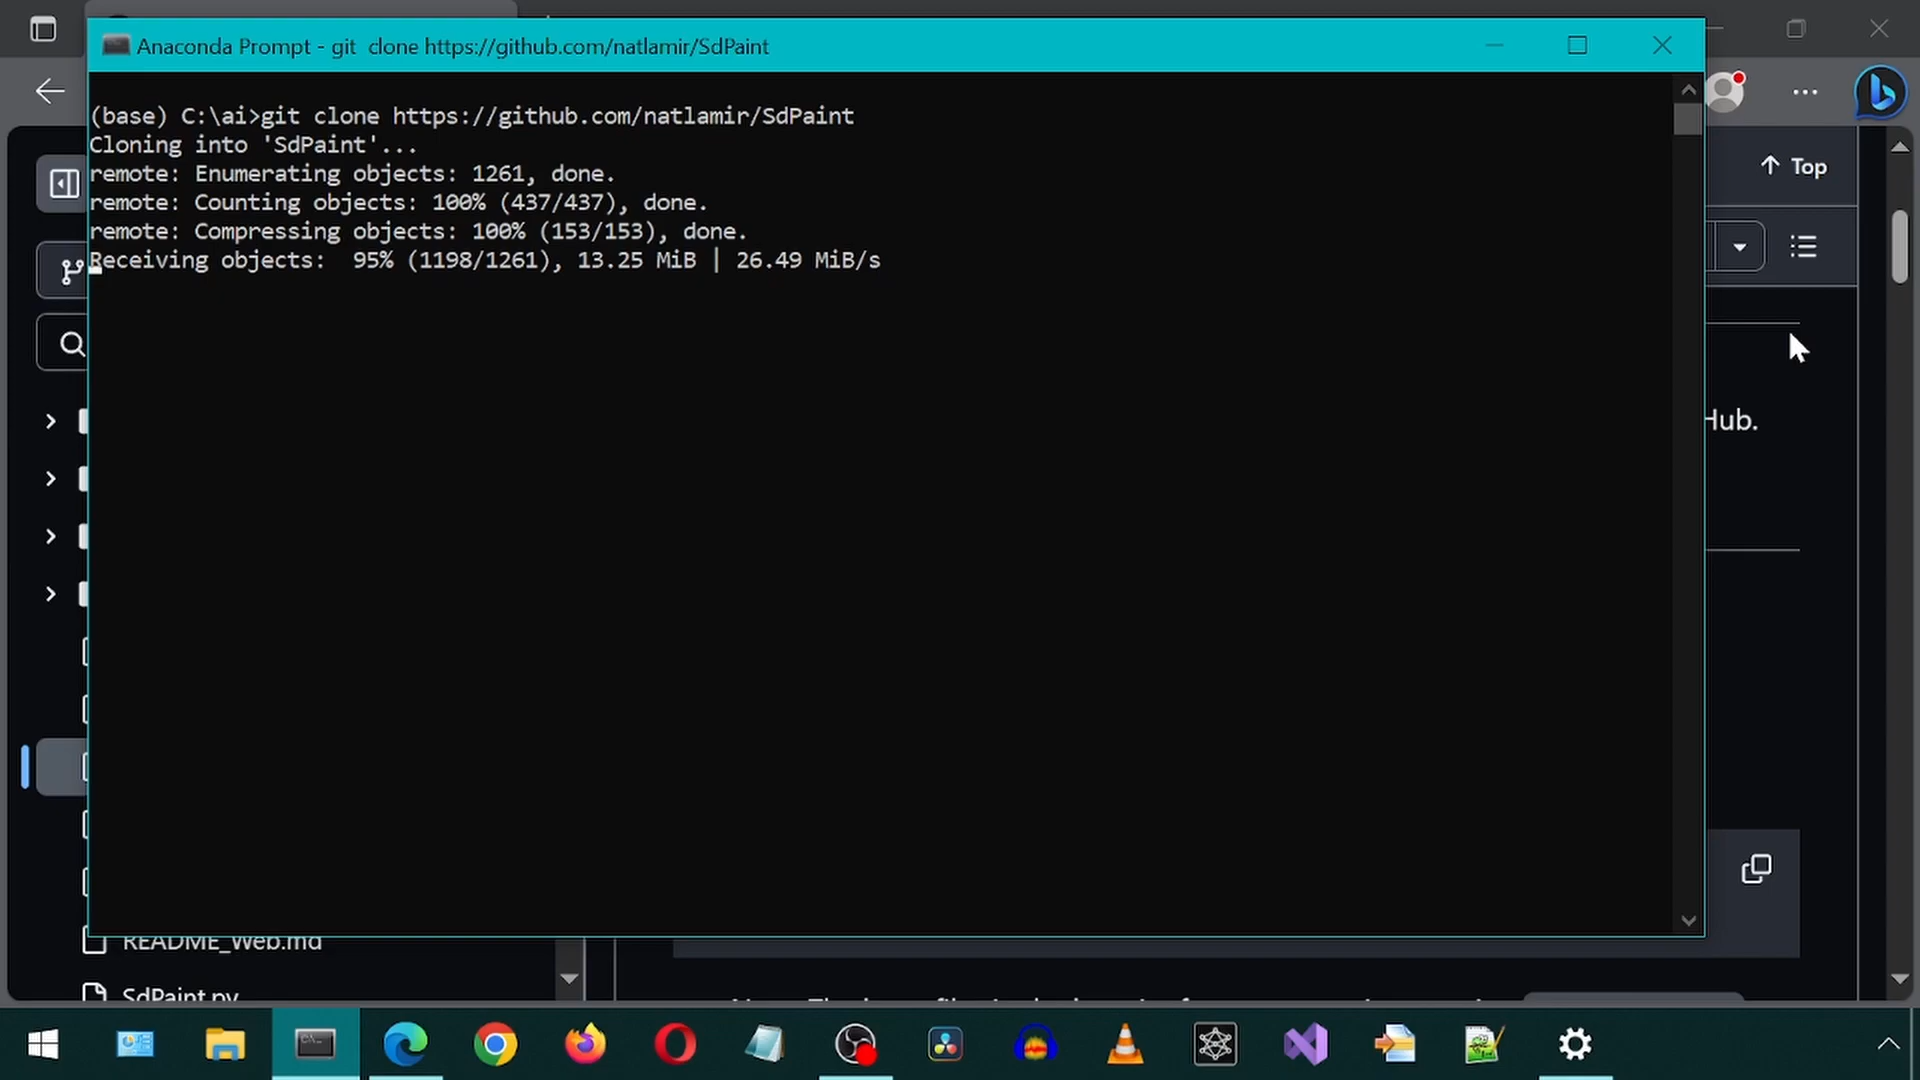 Anaconda Prompt - git  clone https://github.com/natlamir/SdPaint
(base) C:\ai>git clone https://github.com/natlamir/SdPaint
Cloning into 'SdPaint'...
remote: Enumerating objects: 1261, done.
remote: Counting objects: 100% (437/437), done.
remote: Compressing objects: 100% (153/153), done.
Receiving objects:  95% (1198/1261), 13.25 MiB | 26.49 MiB/s
Top
Hub.
README_Web.md
SdPaint.py